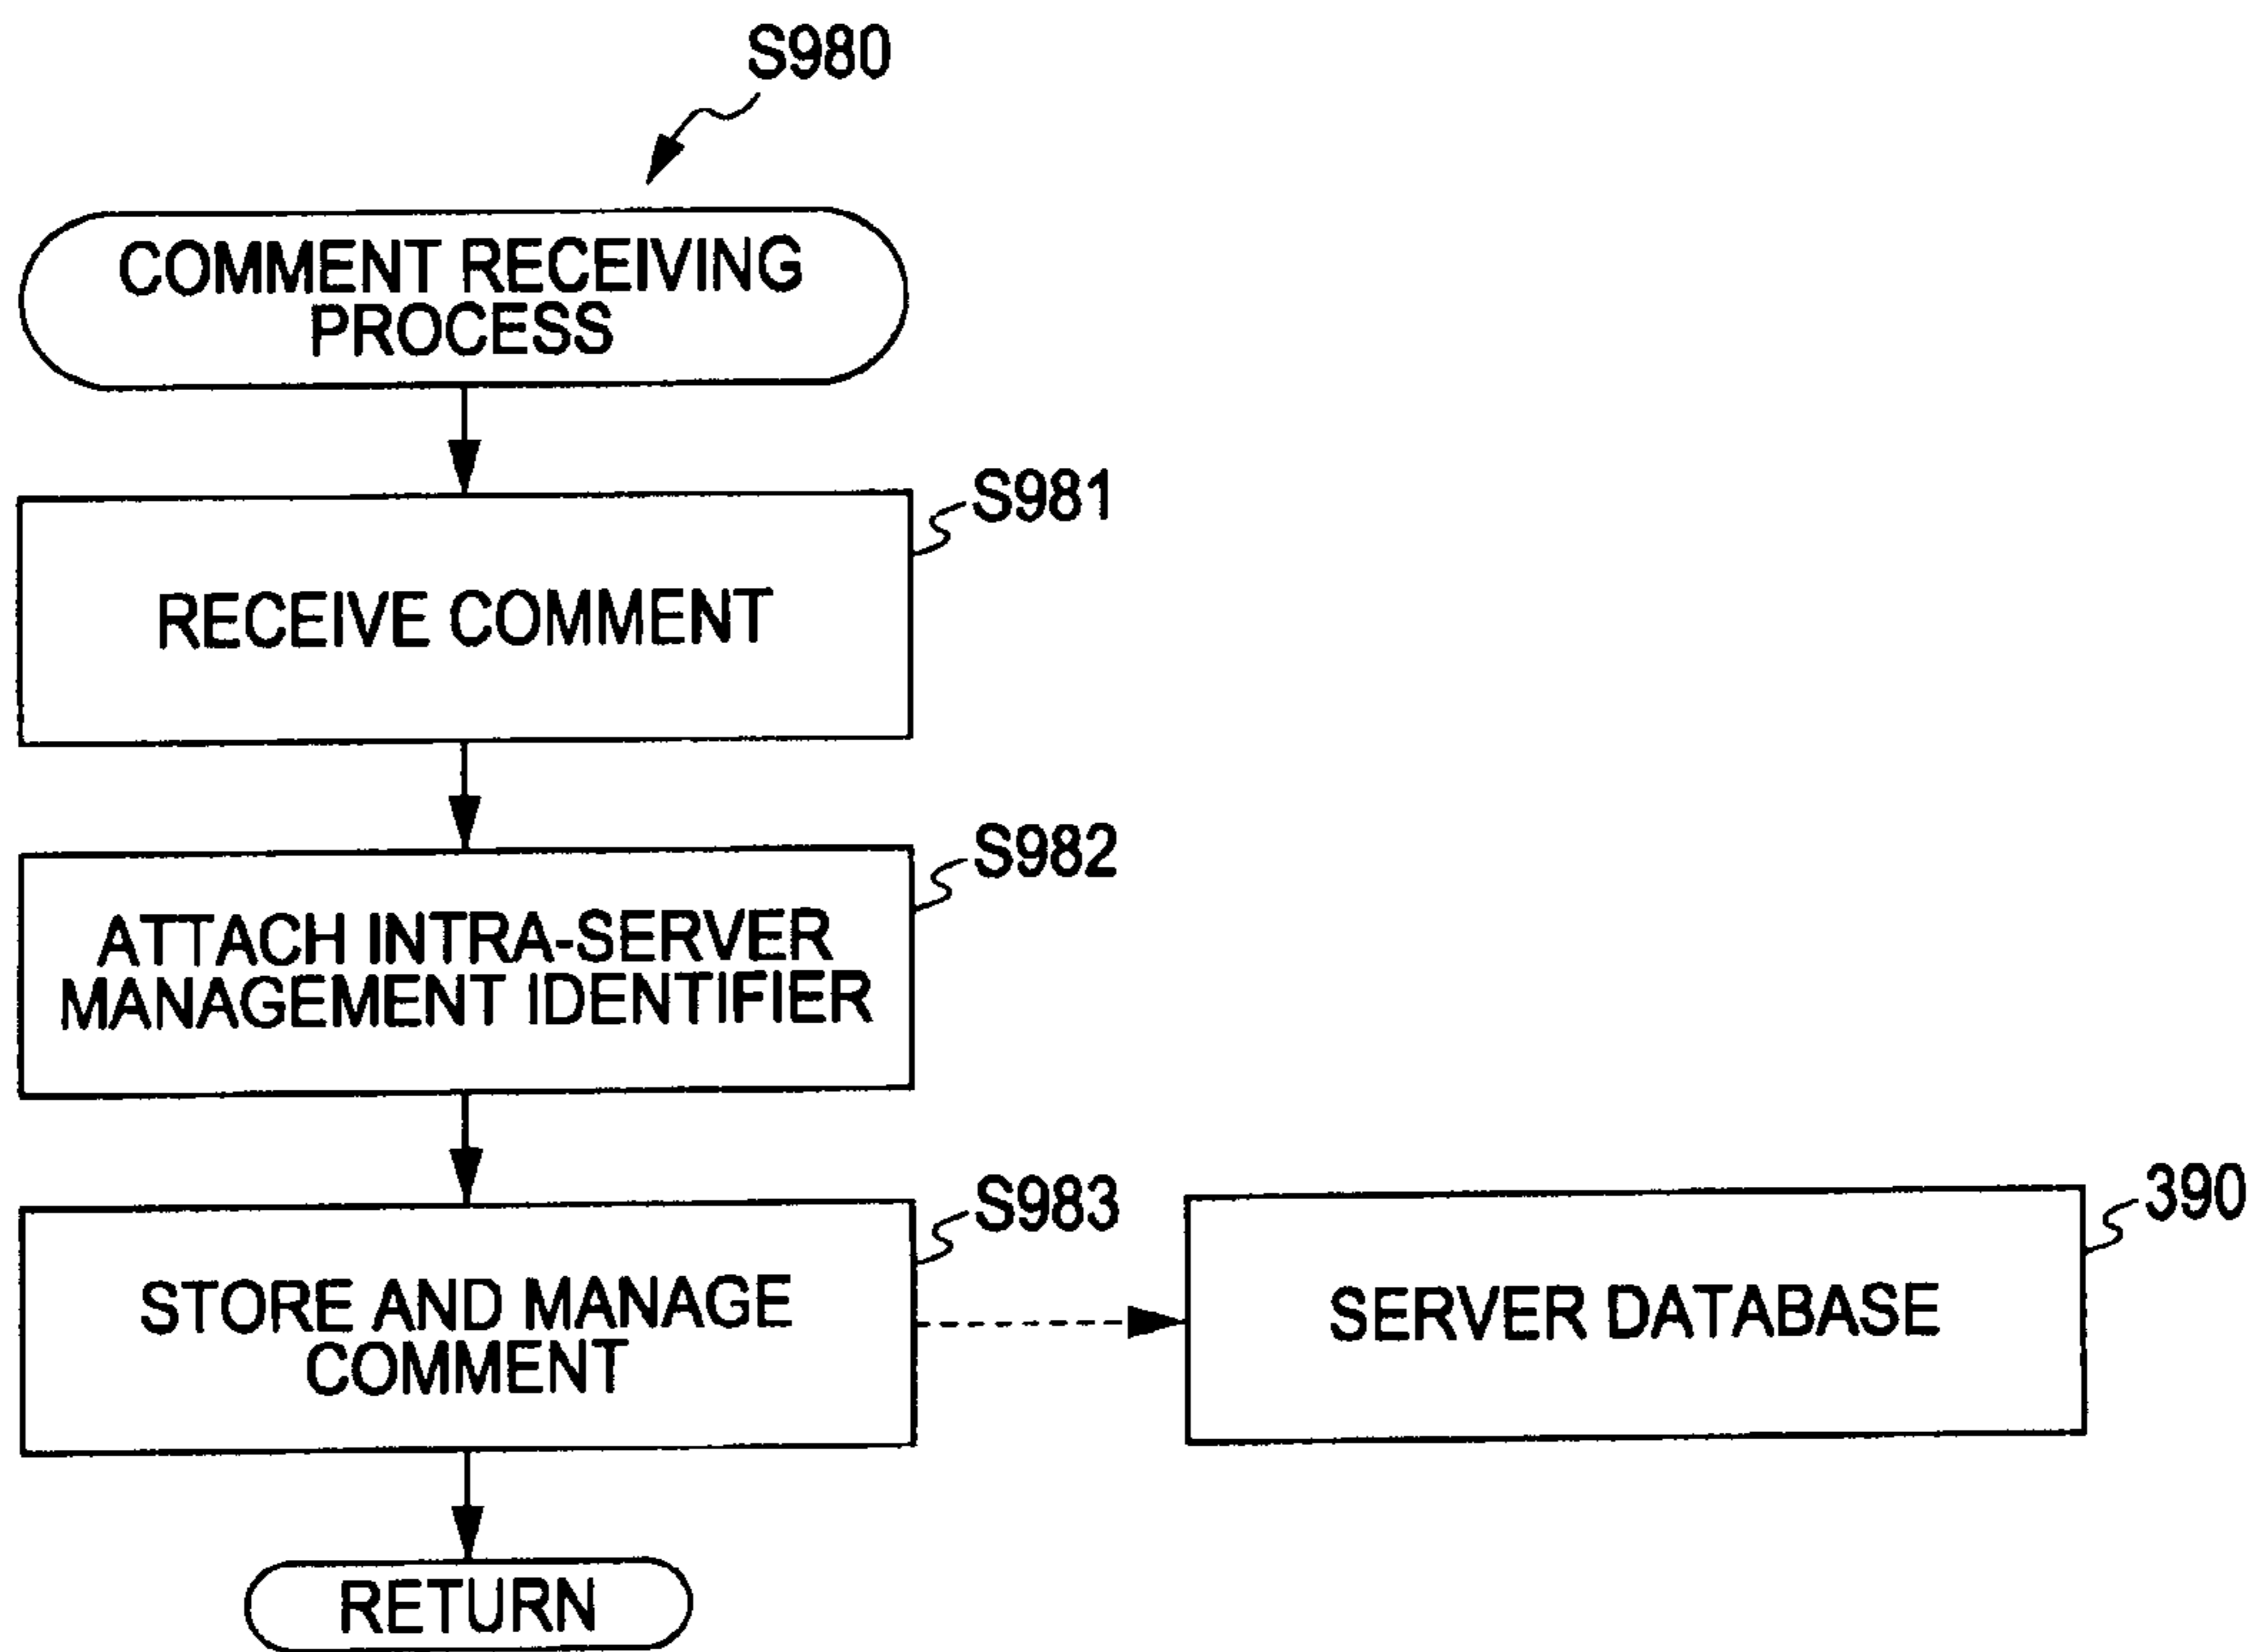 S980
COMMENT RECEIVING
PROCESS
S981
RECEIVE COMMENT
S982
ATTACH INTRA-SERVER
MANAGEMENT IDENTIFIER
S983
STORE AND MANAGE
COMMENT
390
SERVER DATABASE
RETURN